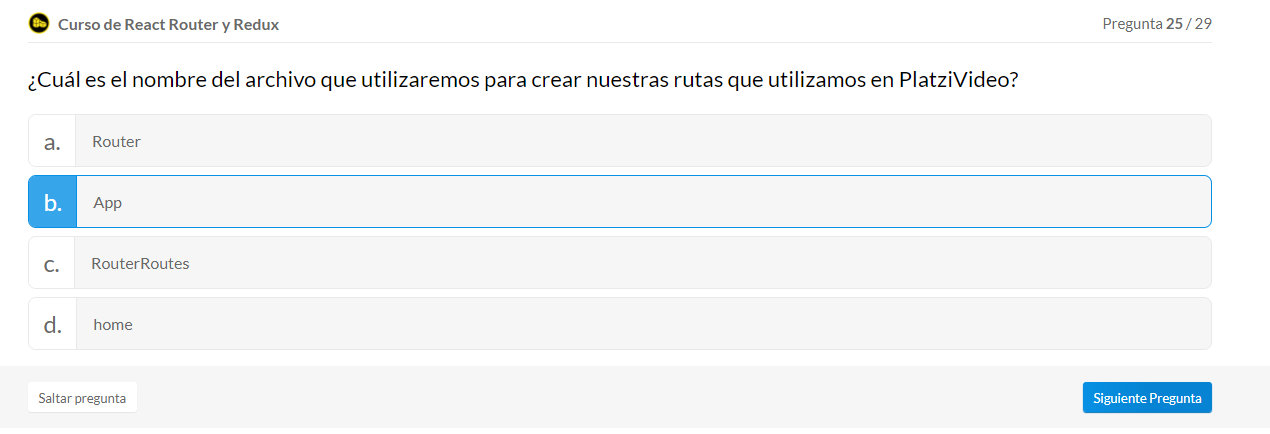 Curso de React Router y Redux
Pregunta 25 / 29
¿Cuál es el nombre del archivo que utilizaremos para crear nuestras rutas que utilizamos en PlatziVideo?
a. Router
b. App
c. RouterRoutes
d. home
Saltar pregunta
Siguiente Pregunta